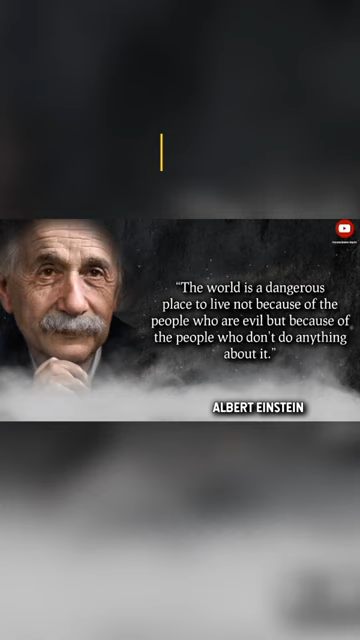 “The world is a dangerous
place to live not because of the
people who are evil but because of
the people who don't do anything
about it.”
ALBERT EINSTEIN